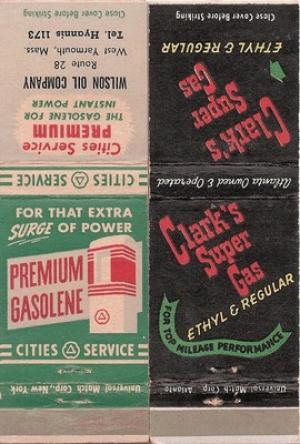 Close Cover Before Striking
Tel. Hyannis 1173
West Yarmouth, Mass.
Route 28
WILSON OIL COMPANY
INSTANT POWER
THE GASOLENE FOR
PREMIUM
Cities Service
CITIES SERVICE
FOR THAT EXTRA
SURGE OF POWER
PREMIUM
GASOLENE
CITIES SERVICE
Universal Match Corp., New York
Close Cover Before Striking
ETHYL & REGULAR
Clark's
Super
Gas
Atlanta Owned & Operated
Clark's
Super
Gas
ETHYL & REGULAR
FOR TOP MILEAGE PERFORMANCE
Universal Match Corp. Atlanta